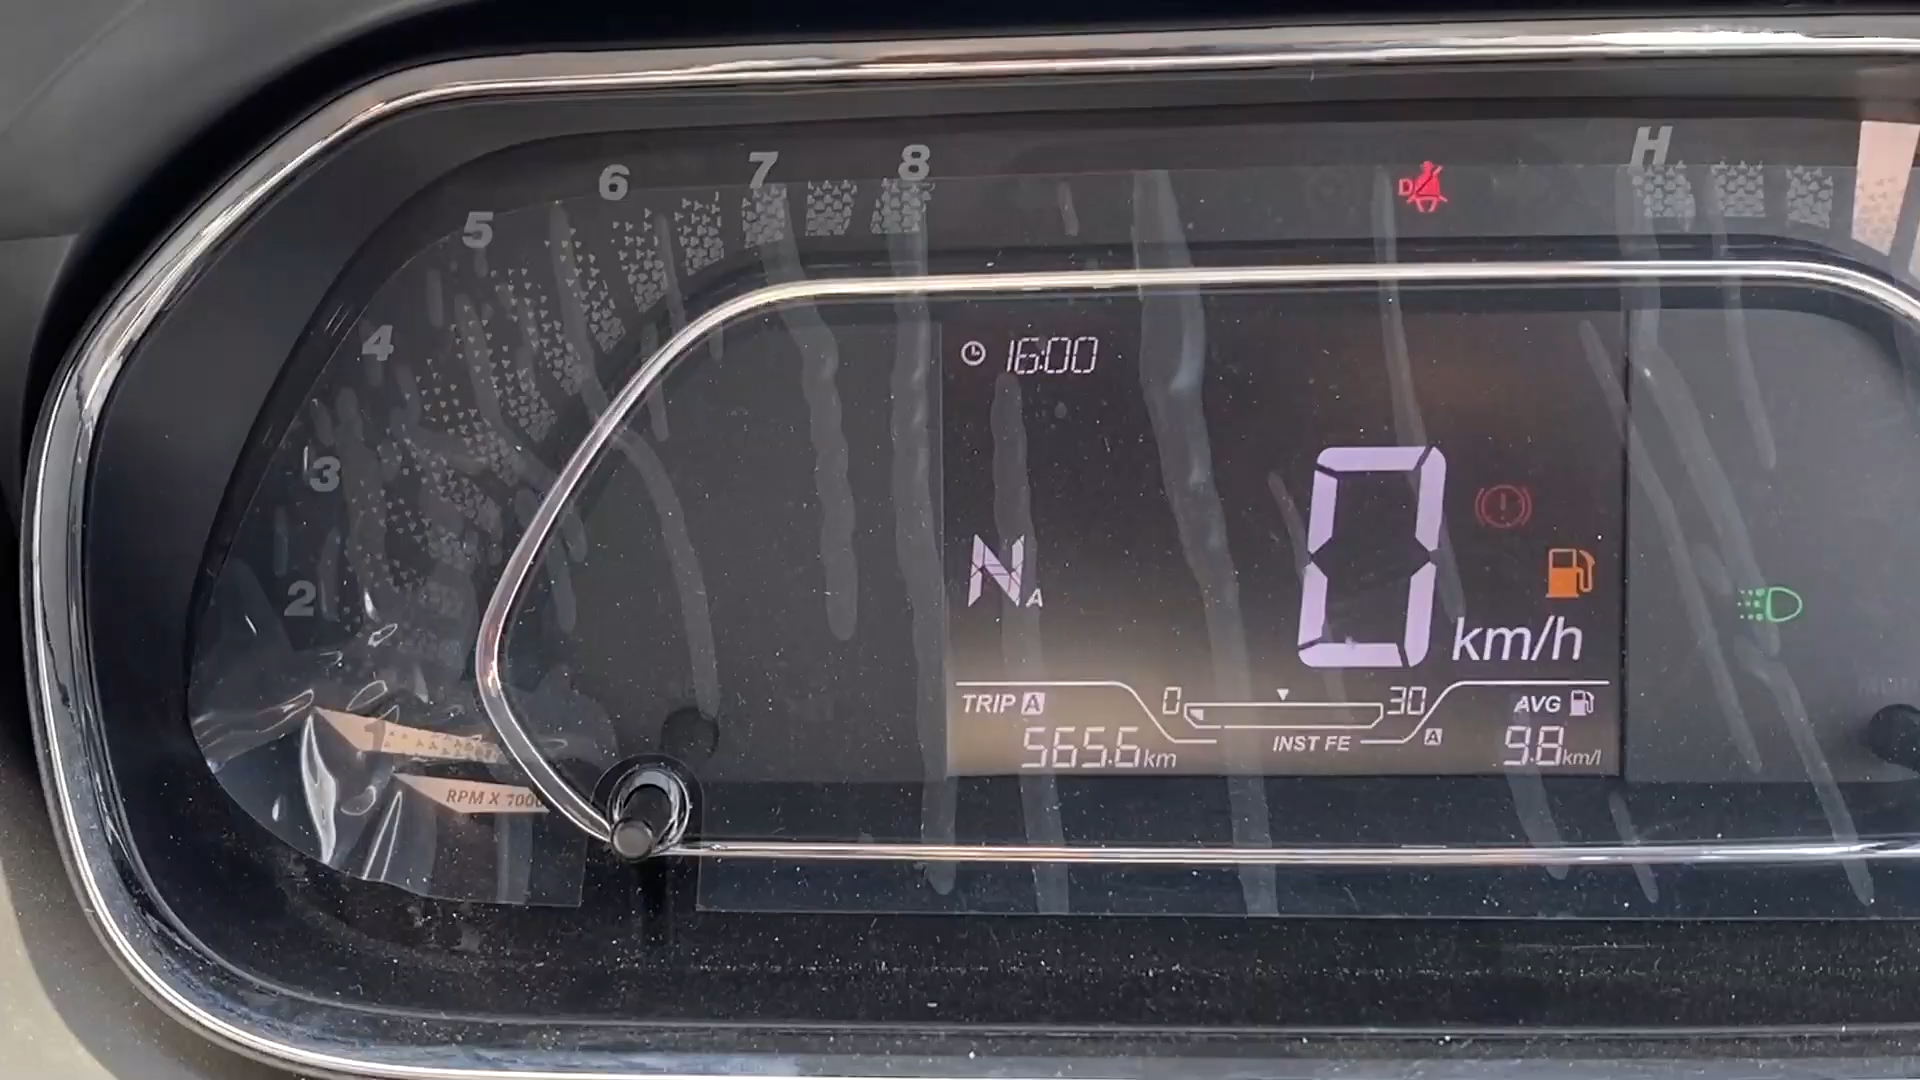 8
7
6
5
4
3
2
1
RPM X 1000
D
H
16:00
N A
0 km/h
TRIP A
565.6 km
0 30
INST FE A
AVG
9.8 km/l